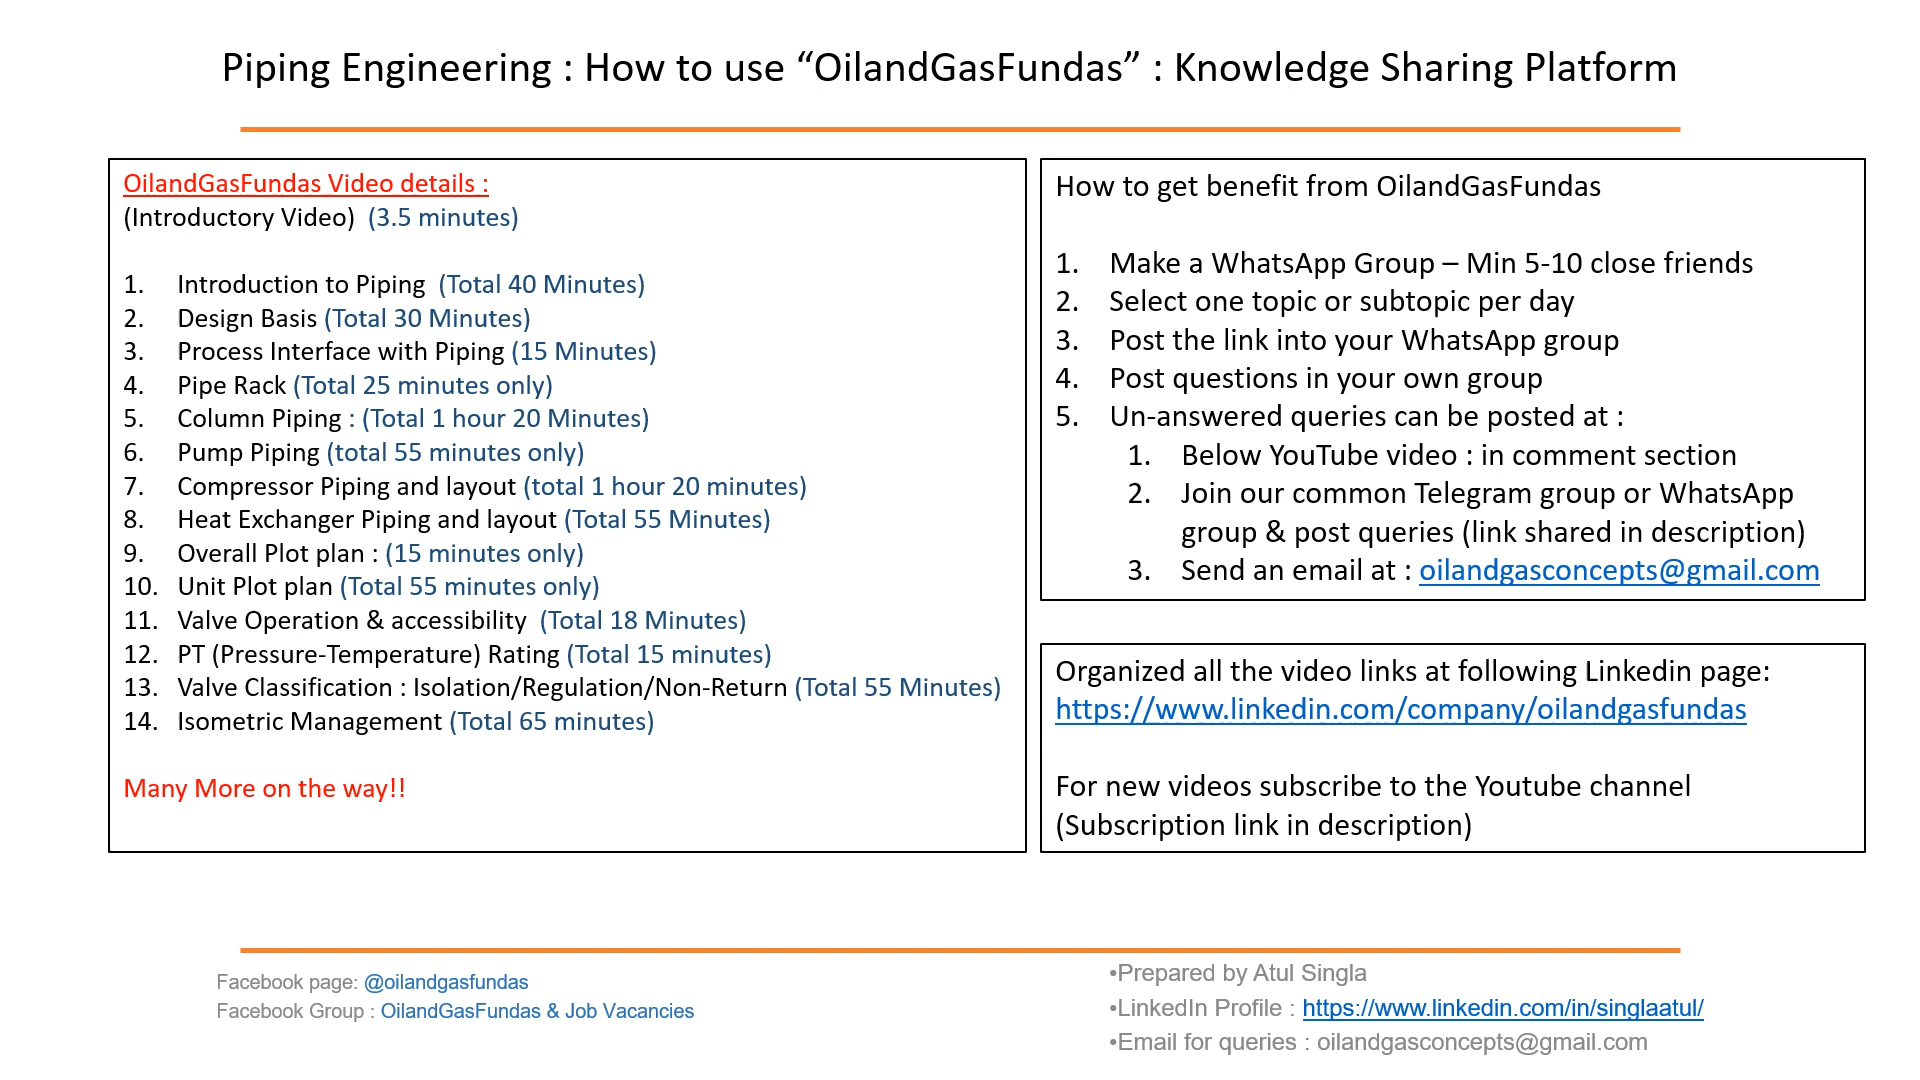 Piping Engineering : How to use “OilandGasFundas” : Knowledge Sharing Platform
OilandGasFundas Video details :
(Introductory Video) (3.5 minutes)
1. Introduction to Piping (Total 40 Minutes)
2. Design Basis (Total 30 Minutes)
3. Process Interface with Piping (15 Minutes)
4. Pipe Rack (Total 25 minutes only)
5. Column Piping : (Total 1 hour 20 Minutes)
6. Pump Piping (total 55 minutes only)
7. Compressor Piping and layout (total 1 hour 20 minutes)
8. Heat Exchanger Piping and layout (Total 55 Minutes)
9. Overall Plot plan : (15 minutes only)
10. Unit Plot plan (Total 55 minutes only)
11. Valve Operation & accessibility (Total 18 Minutes)
12. PT (Pressure-Temperature) Rating (Total 15 minutes)
13. Valve Classification : Isolation/Regulation/Non-Return (Total 55 Minutes)
14. Isometric Management (Total 65 minutes)
Many More on the way!!
How to get benefit from OilandGasFundas
1. Make a WhatsApp Group – Min 5-10 close friends
2. Select one topic or subtopic per day
3. Post the link into your WhatsApp group
4. Post questions in your own group
5. Un-answered queries can be posted at :
1. Below YouTube video : in comment section
2. Join our common Telegram group or WhatsApp
group & post queries (link shared in description)
3. Send an email at : oilandgasconcepts@gmail.com
Organized all the video links at following Linkedin page:
https://www.linkedin.com/company/oilandgasfundas
For new videos subscribe to the Youtube channel
(Subscription link in description)
Facebook page: @oilandgasfundas
Facebook Group : OilandGasFundas & Job Vacancies
•Prepared by Atul Singla
•LinkedIn Profile : https://www.linkedin.com/in/singlaatul/
•Email for queries : oilandgasconcepts@gmail.com